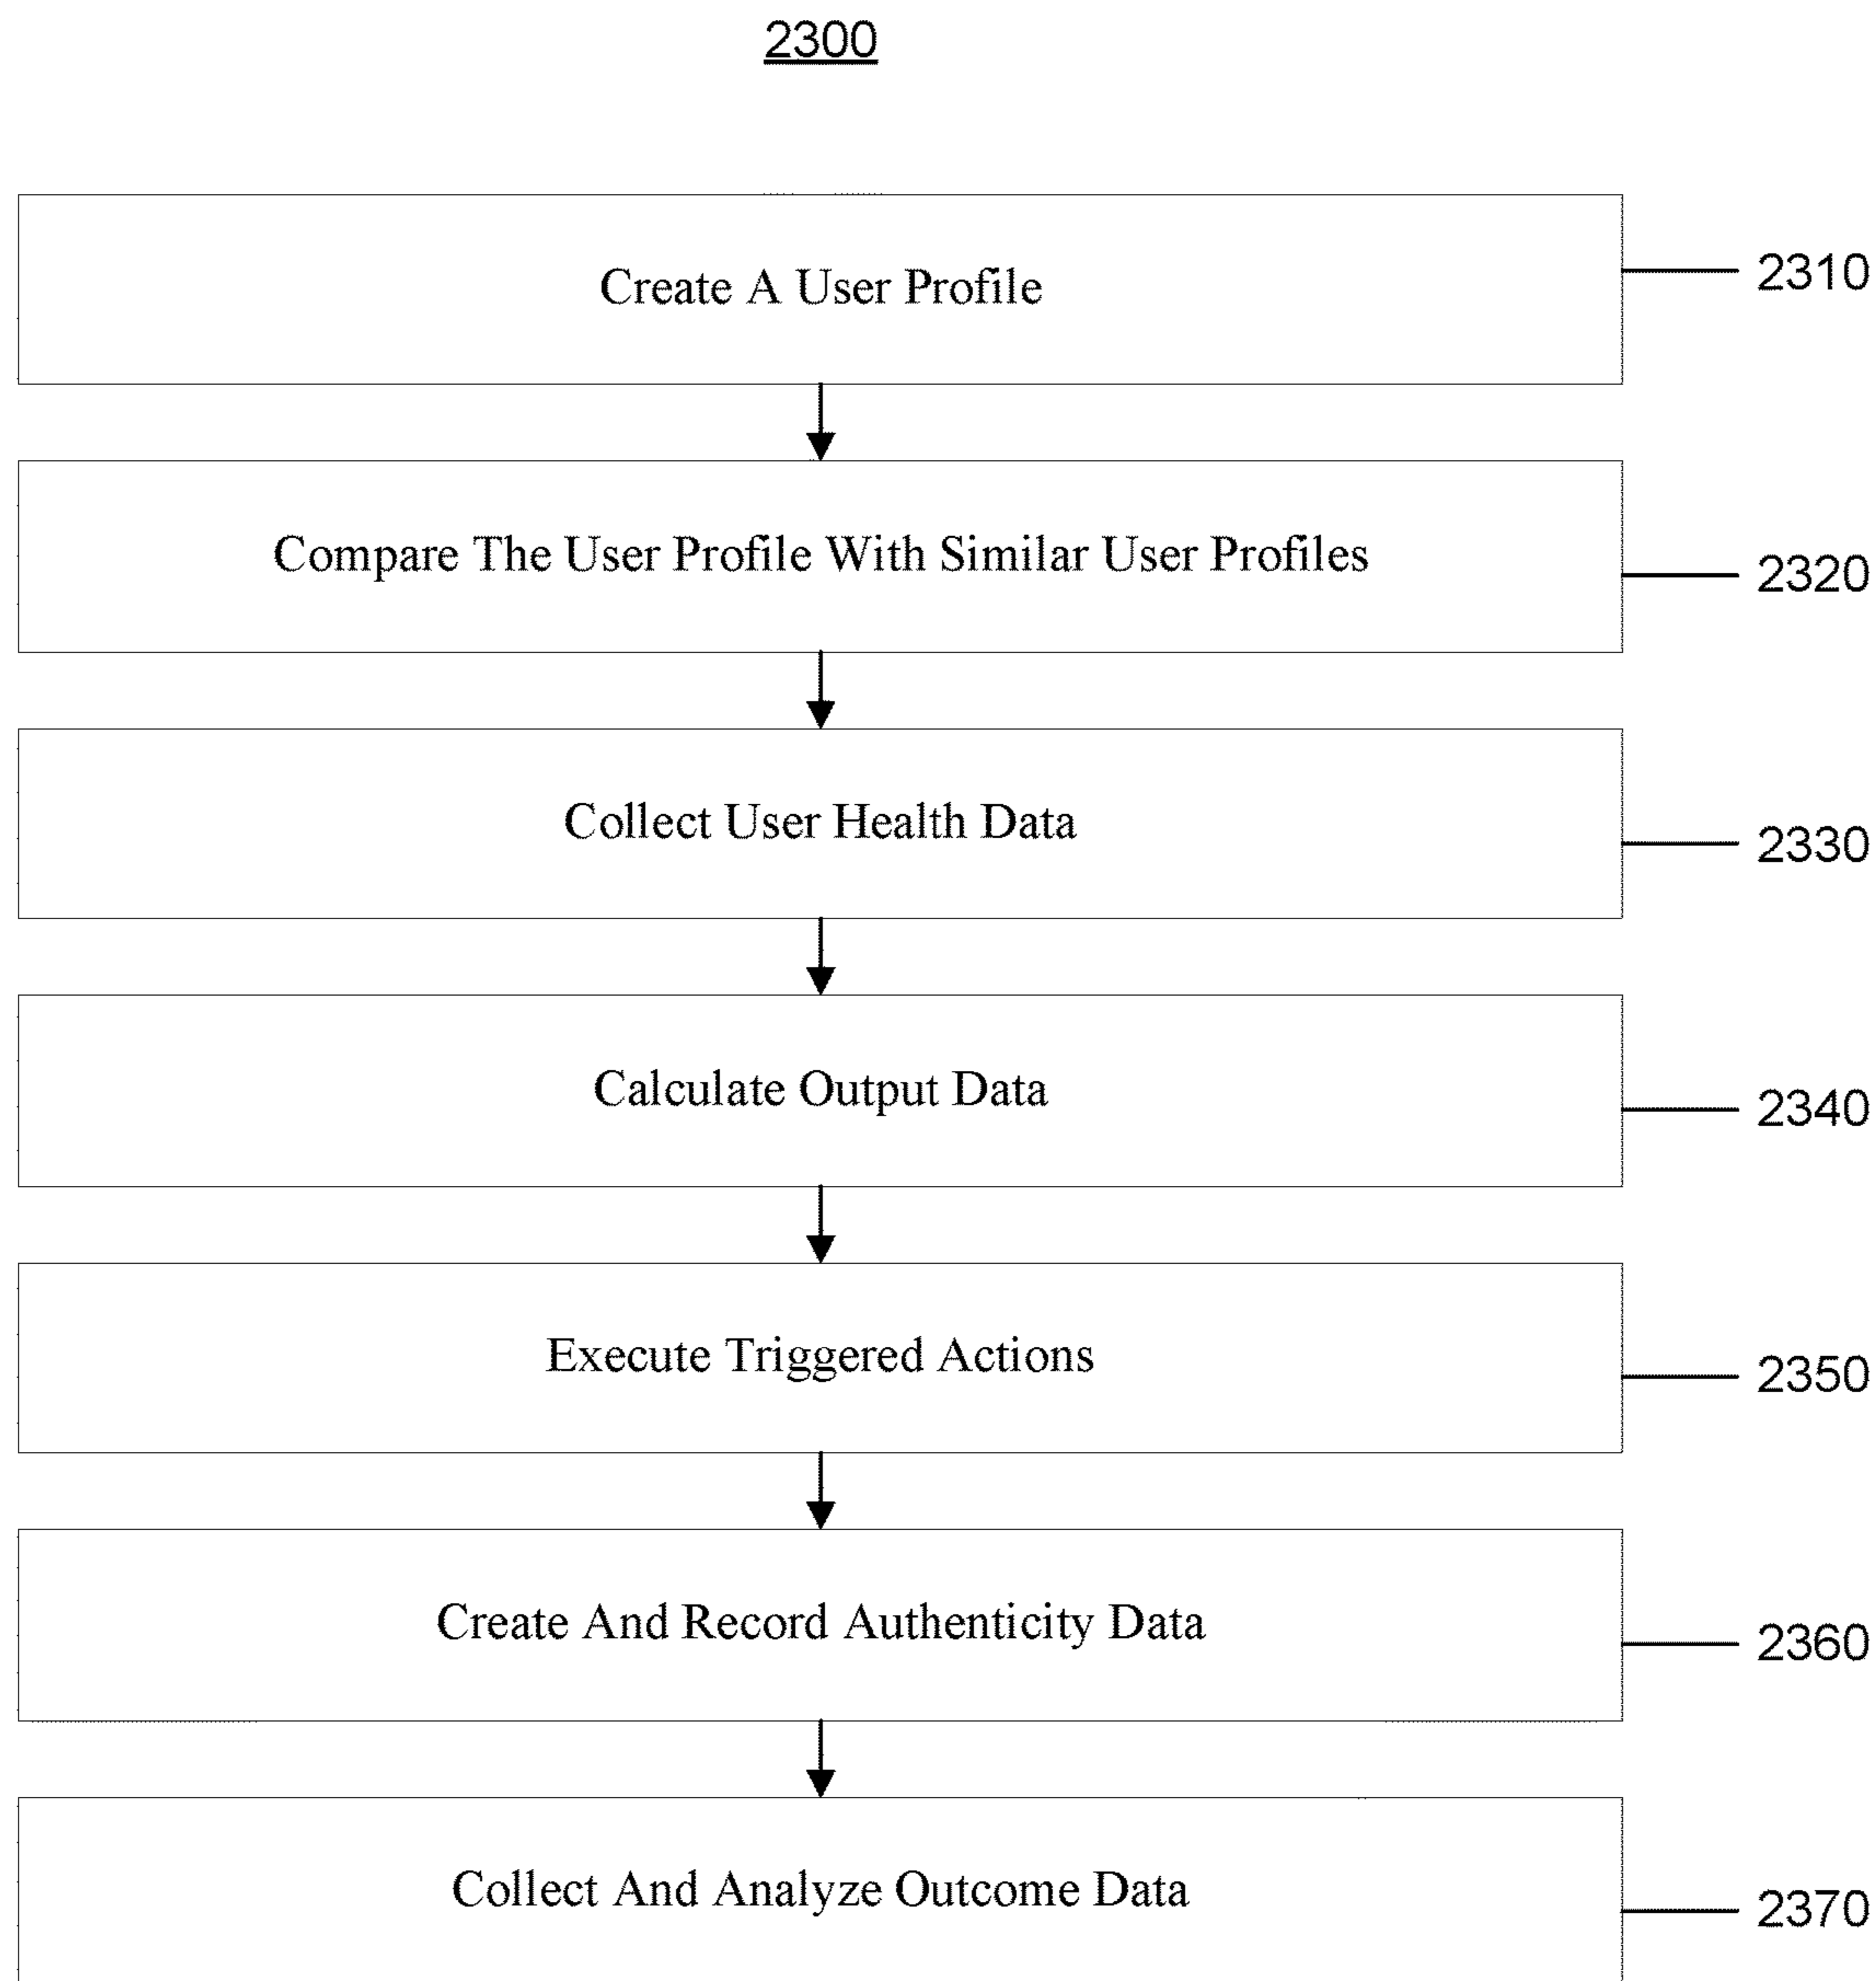 2300
Create A User Profile
2310
Compare The User Profile With Similar User Profiles
2320
Collect User Health Data
2330
Calculate Output Data
2340
Execute Triggered Actions
2350
Create And Record Authenticity Data
2360
Collect And Analyze Outcome Data
2370